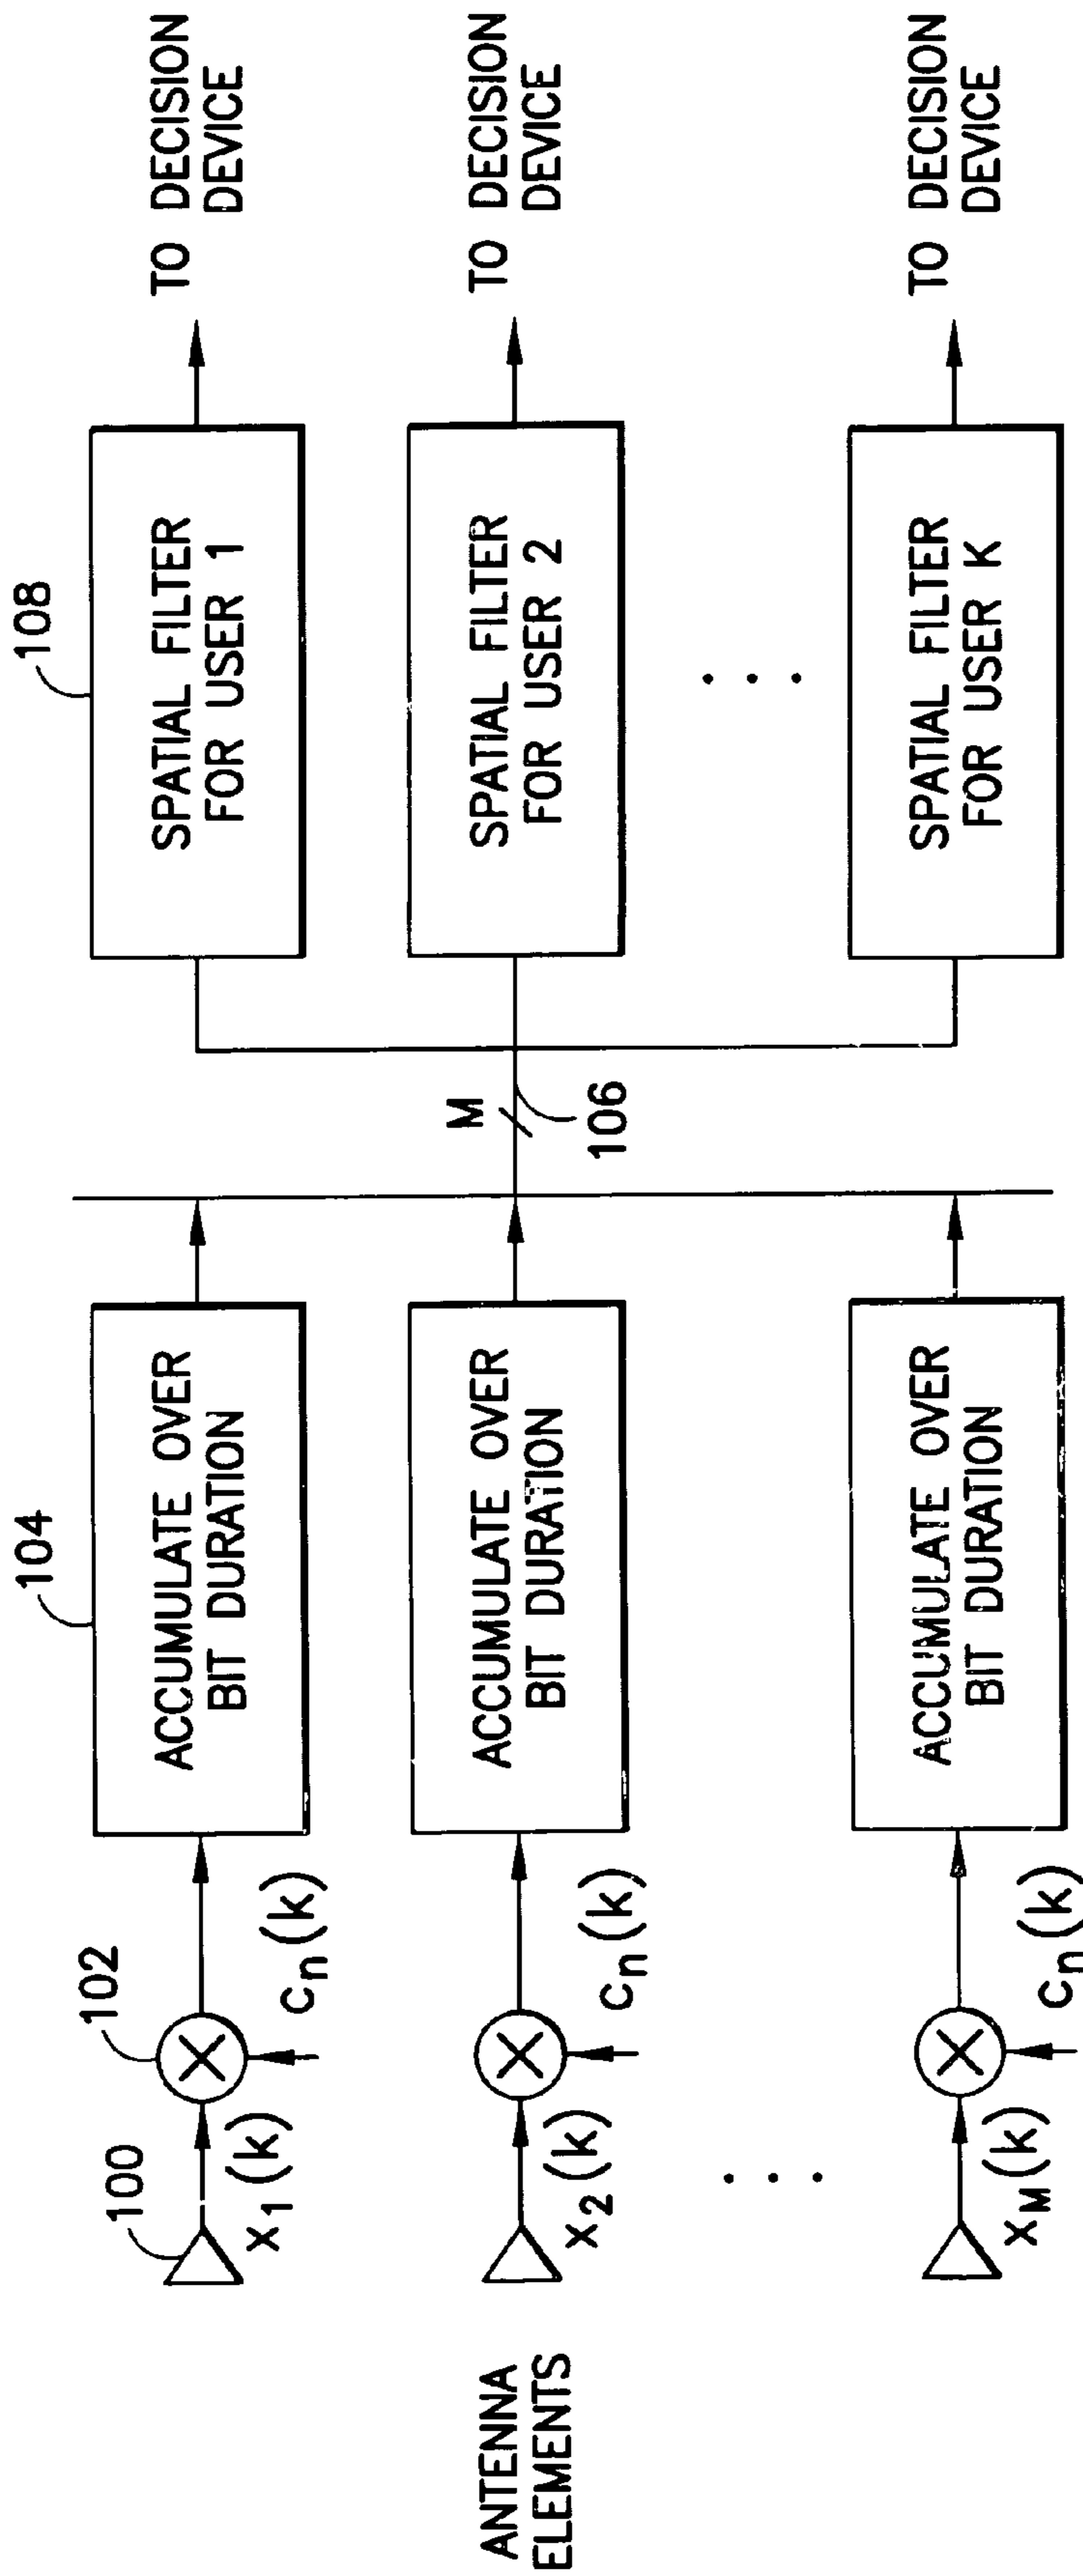 ANTENNA
ELEMENTS
100
x1(k)
102
cn(k)
104
ACCUMULATE OVER
BIT DURATION
108
SPATIAL FILTER
FOR USER 1
TO DECISION
DEVICE
x2(k)
cn(k)
ACCUMULATE OVER
BIT DURATION
M
106
SPATIAL FILTER
FOR USER 2
TO DECISION
DEVICE
. . .
. . .
xM(k)
cn(k)
ACCUMULATE OVER
BIT DURATION
SPATIAL FILTER
FOR USER K
TO DECISION
DEVICE